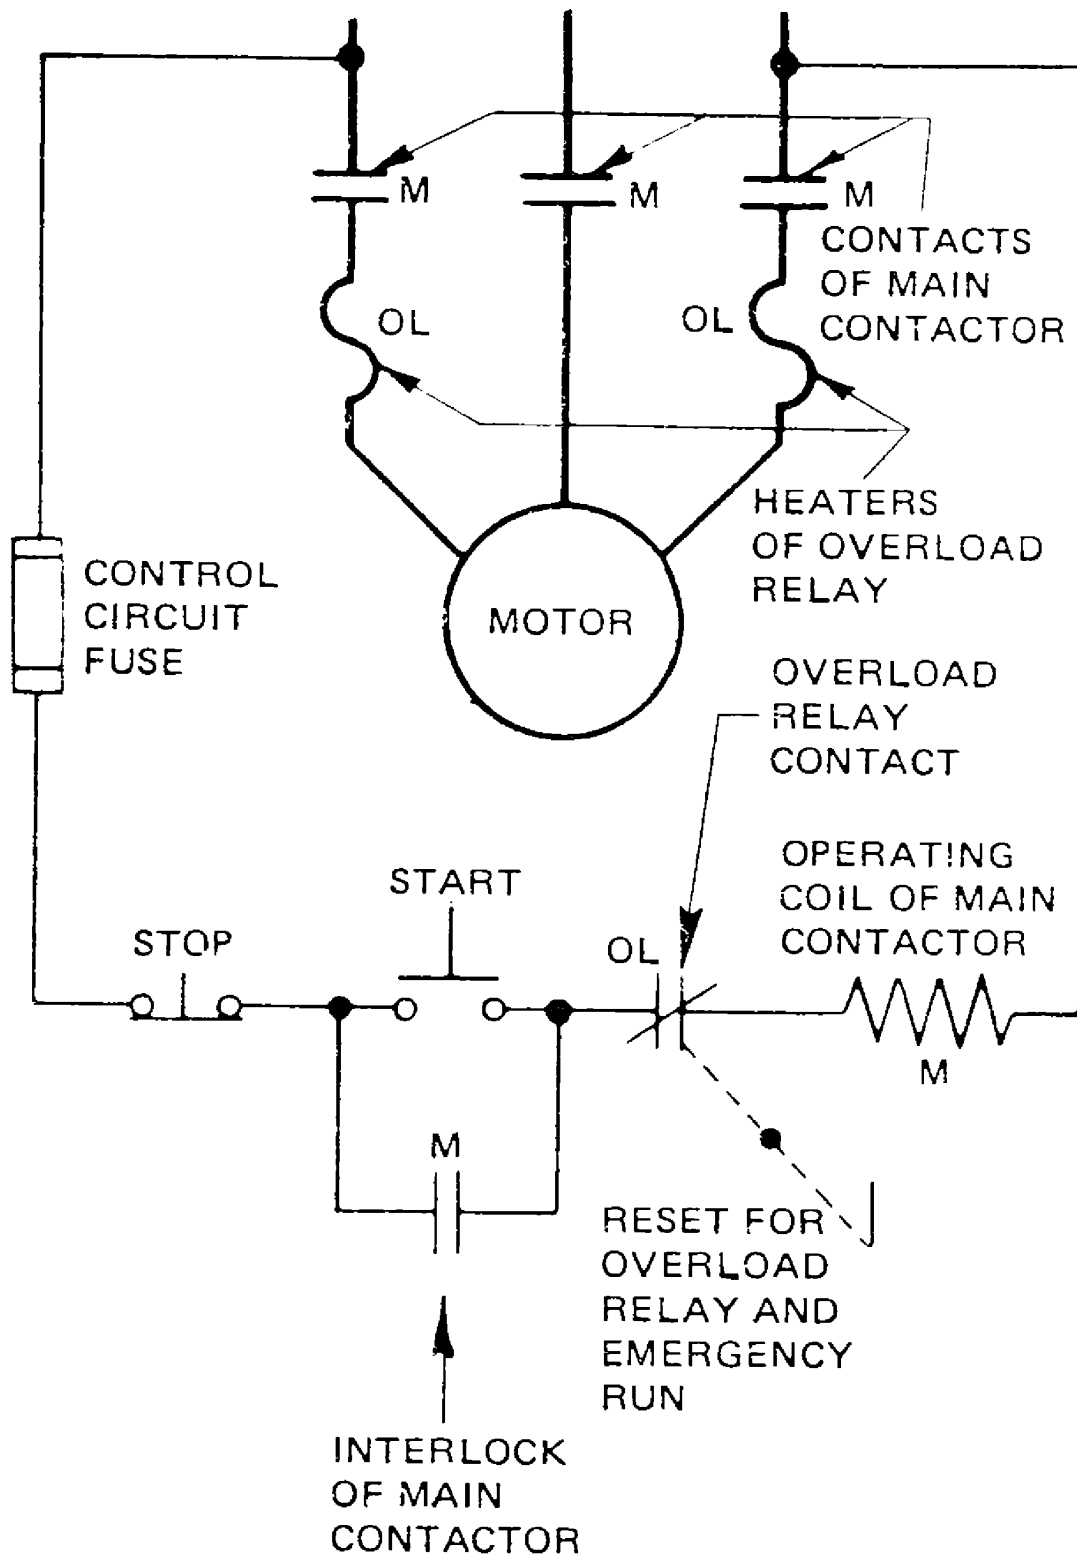 M
M
M
CONTACTS
OF MAIN
CONTACTOR
OL
OL
HEATERS
OF OVERLOAD
RELAY
CONTROL
CIRCUIT
FUSE
MOTOR
OVERLOAD
RELAY
CONTACT
OPERATING
COIL OF MAIN
CONTACTOR
START
STOP
OL
M
M
RESET FOR
OVERLOAD
RELAY AND
EMERGENCY
RUN
INTERLOCK
OF MAIN
CONTACTOR